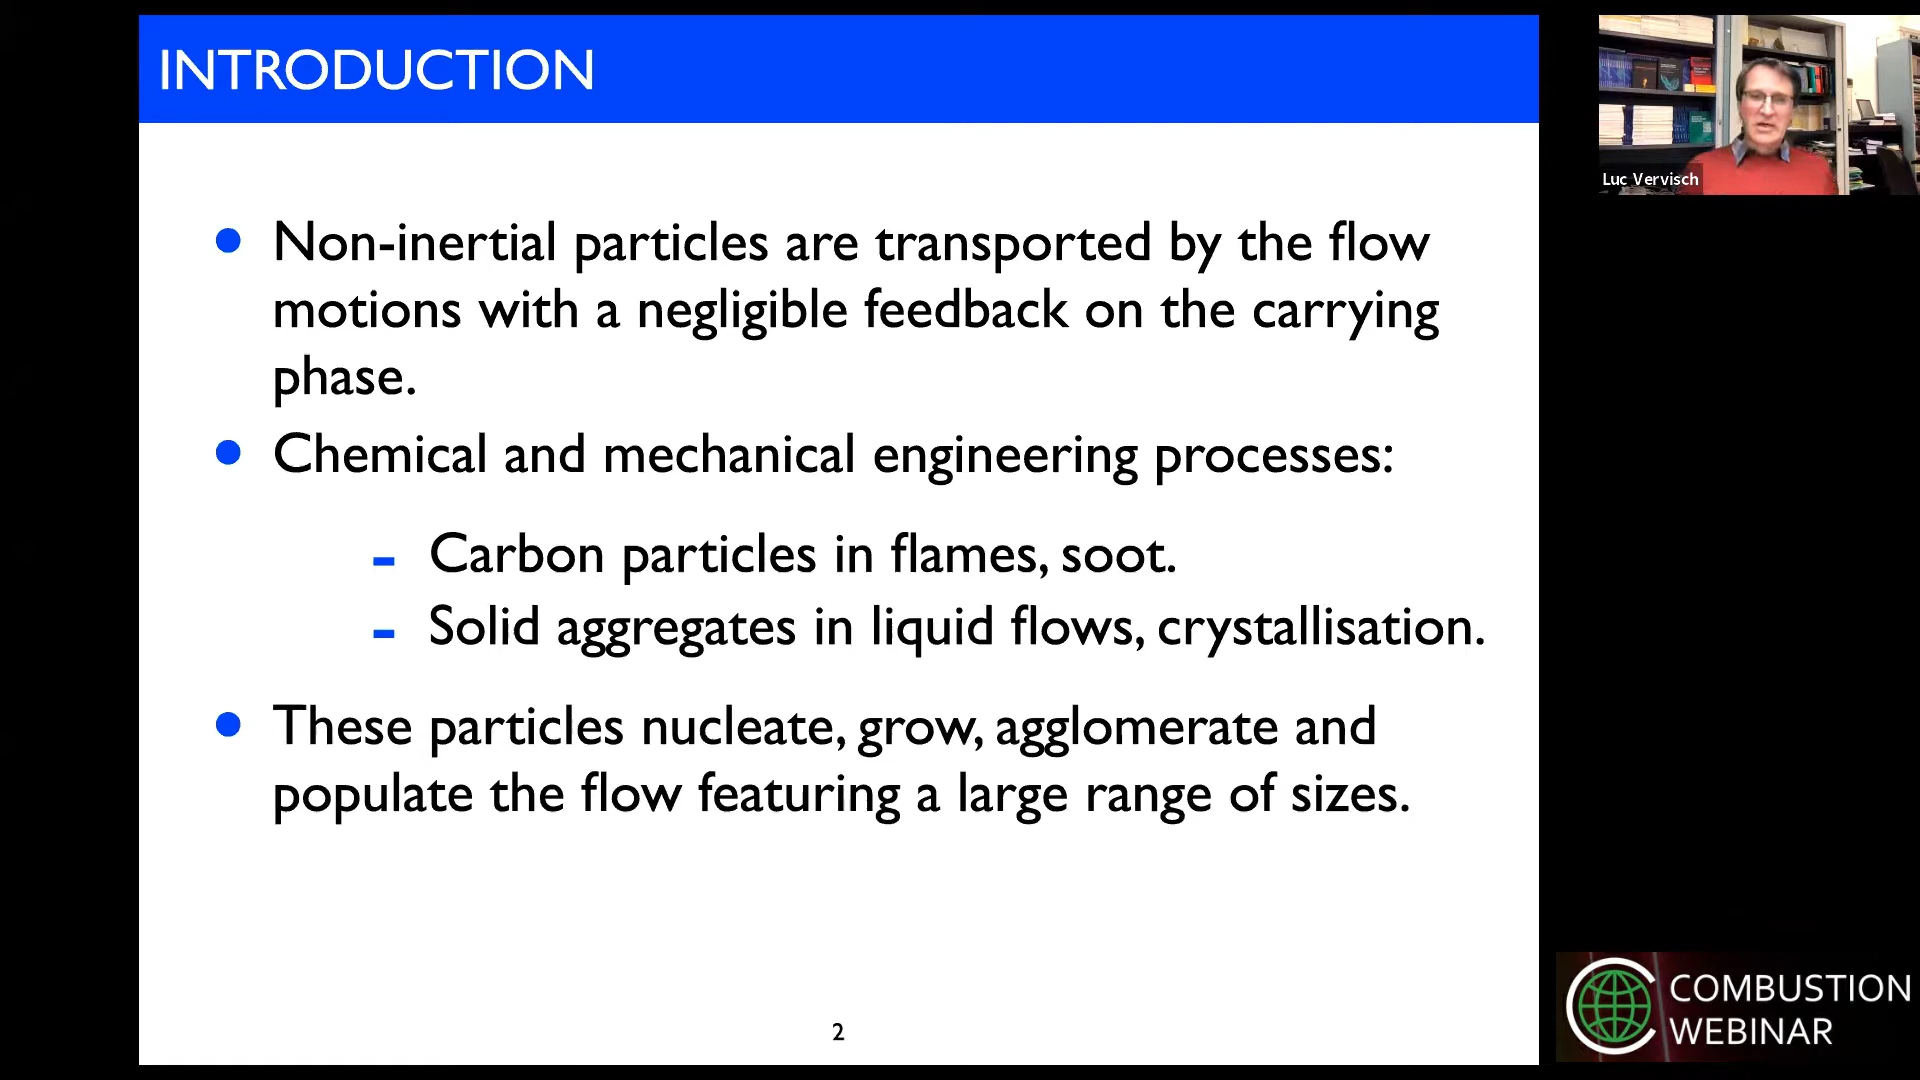 INTRODUCTION
Non-inertial particles are transported by the flow
motions with a negligible feedback on the carrying
phase.
Chemical and mechanical engineering processes:
- Carbon particles in flames, soot.
- Solid aggregates in liquid flows, crystallisation.
These particles nucleate, grow, agglomerate and
populate the flow featuring a large range of sizes.
2
Luc Vervisch
COMBUSTION
WEBINAR